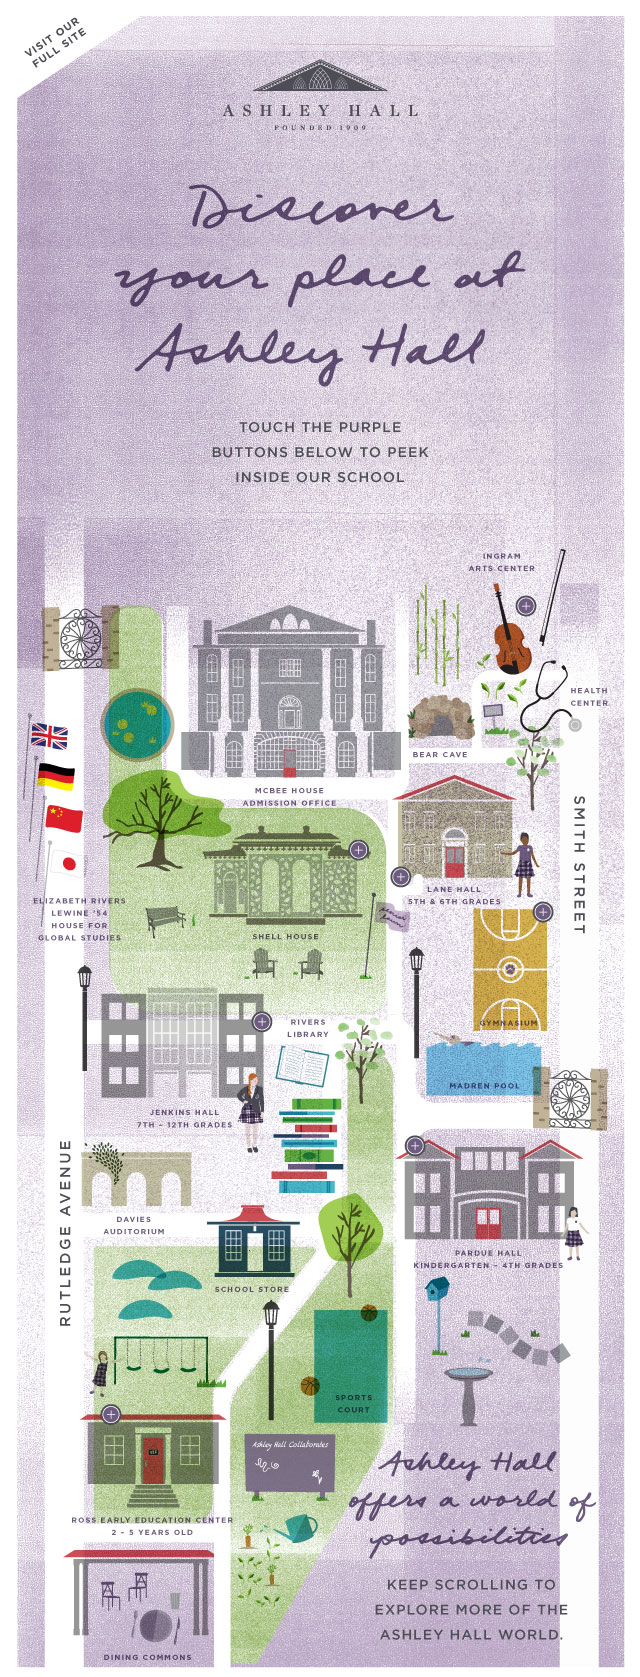 VISIT OUR
FULL SITE
ASHLEY HALL
FOUNDED 1909
Discover
your place at
Ashley Hall
TOUCH THE PURPLE
BUTTONS BELOW TO PEEK
INSIDE OUR SCHOOL
INGRAM
ARTS CENTER
HEALTH
CENTER
BEAR CAVE
MCBEE HOUSE
ADMISSION OFFICE
SMITH STREET
LANE HALL
5TH & 6TH GRADES
ELIZABETH RIVERS
LEWINE '54
HOUSE FOR
GLOBAL STUDIES
SHELL HOUSE
GYMNASIUM
RIVERS
LIBRARY
MADREN POOL
JENKINS HALL
7TH – 12TH GRADES
RUTLEDGE AVENUE
DAVIES
AUDITORIUM
PARDUE HALL
KINDERGARTEN – 4TH GRADES
SCHOOL STORE
SPORTS
COURT
Ashley Hall Collaborates
Ashley Hall
offers a world of
possibilities
ROSS EARLY EDUCATION CENTER
2 – 5 YEARS OLD
KEEP SCROLLING TO
EXPLORE MORE OF THE
ASHLEY HALL WORLD.
DINING COMMONS